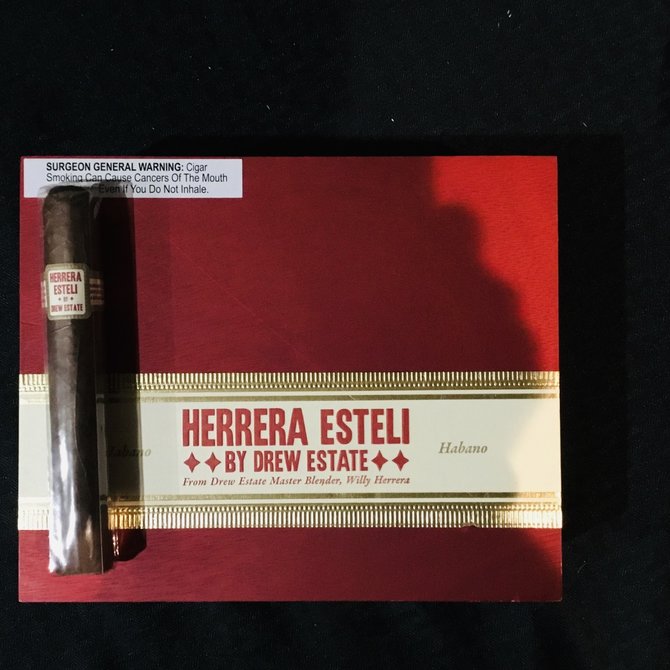 SURGEON GENERAL WARNING: Cigar
Smoking Can Cause Cancers Of The Mouth
Even If You Do Not Inhale.
HERRERA
ESTELI
BY
DREW ESTATE
HERRERA ESTELI
BY DREW ESTATE
From Drew Estate Master Blender, Willy Herrera
Habano
Habano